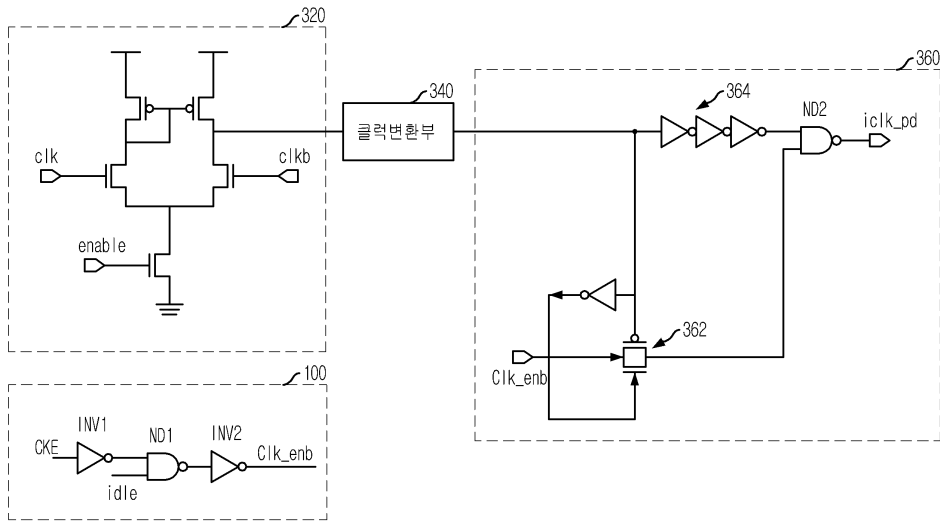 320
clk
clkb
enable
340
클럭변환부
360
364
ND2
iclk_pd
362
Clk_enb
100
CKE
INV1
ND1
INV2
Clk_enb
idle